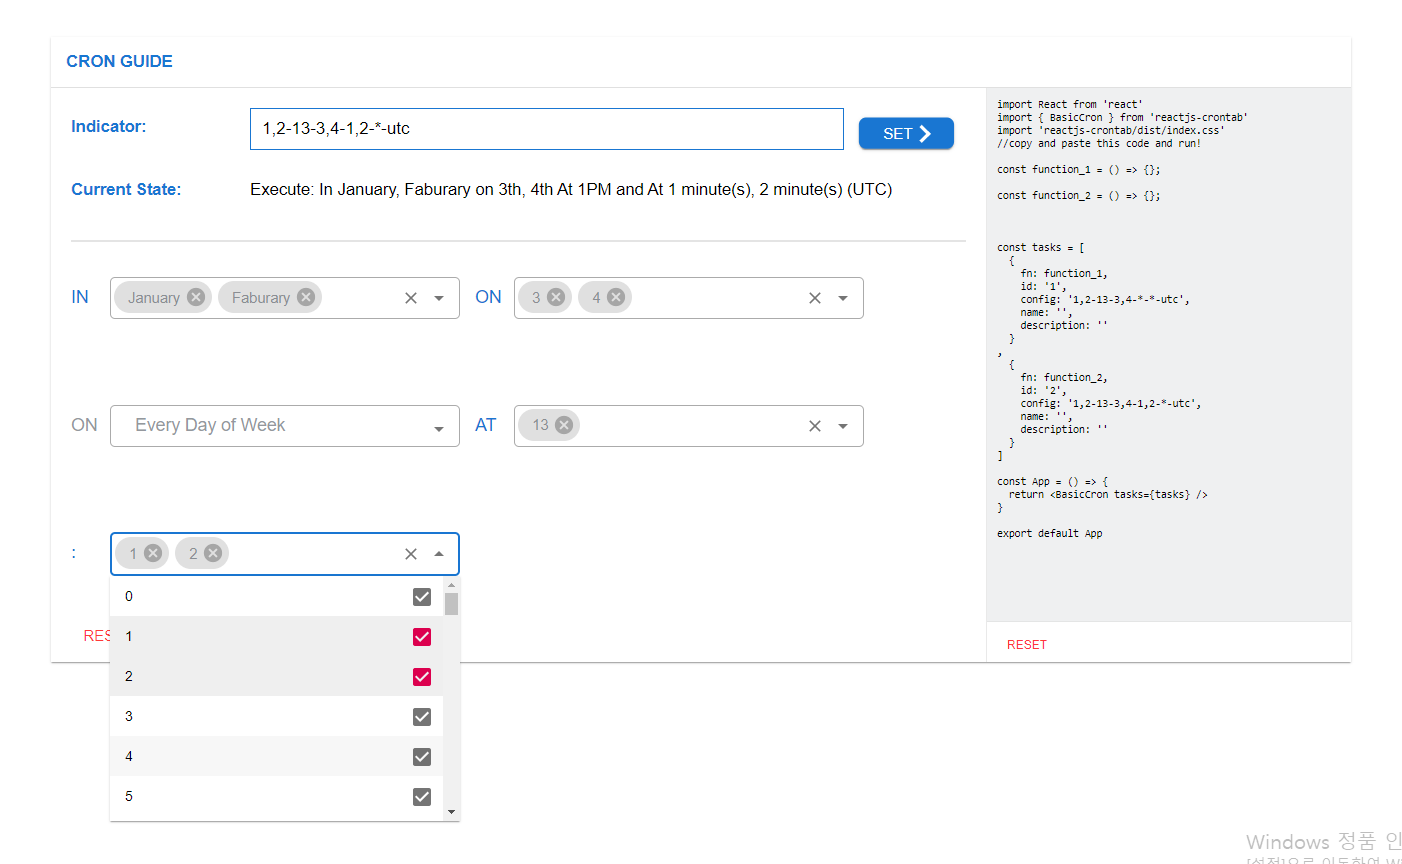 CRON GUIDE
Indicator:
1,2-13-3,4-1,2-*-utc
SET
Current State:
Execute: In January, Faburary on 3th, 4th At 1PM and At 1 minute(s), 2 minute(s) (UTC)
IN
January
Faburary
ON
3
4
ON
Every Day of Week
AT
13
:
1
2
0
1
2
3
4
5
RES
import React from 'react'
import { BasicCron } from 'reactjs-crontab'
import 'reactjs-crontab/dist/index.css'
//copy and paste this code and run!
const function_1 = () => {};
const function_2 = () => {};
const tasks = [
{
fn: function_1,
id: '1',
config: '1,2-13-3,4-*-*-utc',
name: '',
description: ''
}
,
{
fn: function_2,
id: '2',
config: '1,2-13-3,4-1,2-*-utc',
name: '',
description: ''
}
]
const App = () => {
return <BasicCron tasks={tasks} />
}
export default App
RESET
Windows 정품 인